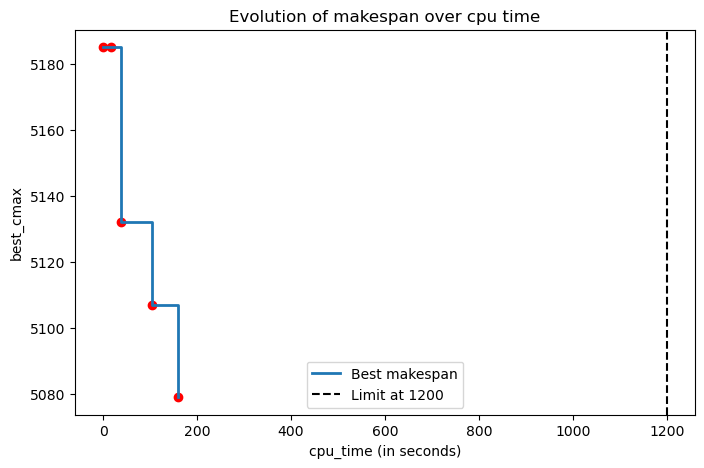 Evolution of makespan over cpu time
best_cmax
5180
5160
5140
5120
5100
5080
Best makespan
Limit at 1200
0
200
400
600
800
1000
1200
cpu_time (in seconds)